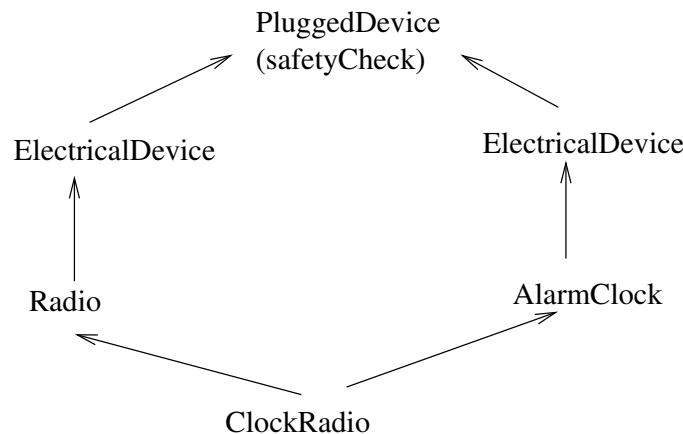 PluggedDevice
(safetyCheck)
ElectricalDevice
ElectricalDevice
Radio
AlarmClock
ClockRadio